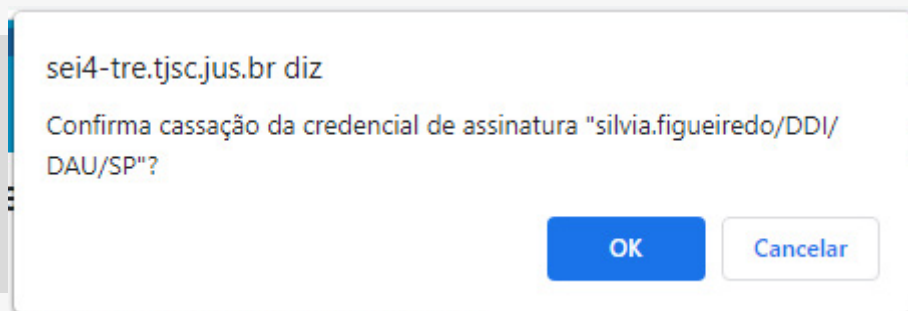 sei4-tre.tjsc.jus.br diz
Confirma cassação da credencial de assinatura "silvia.figueiredo/DDI/
DAU/SP"?
OK Cancelar